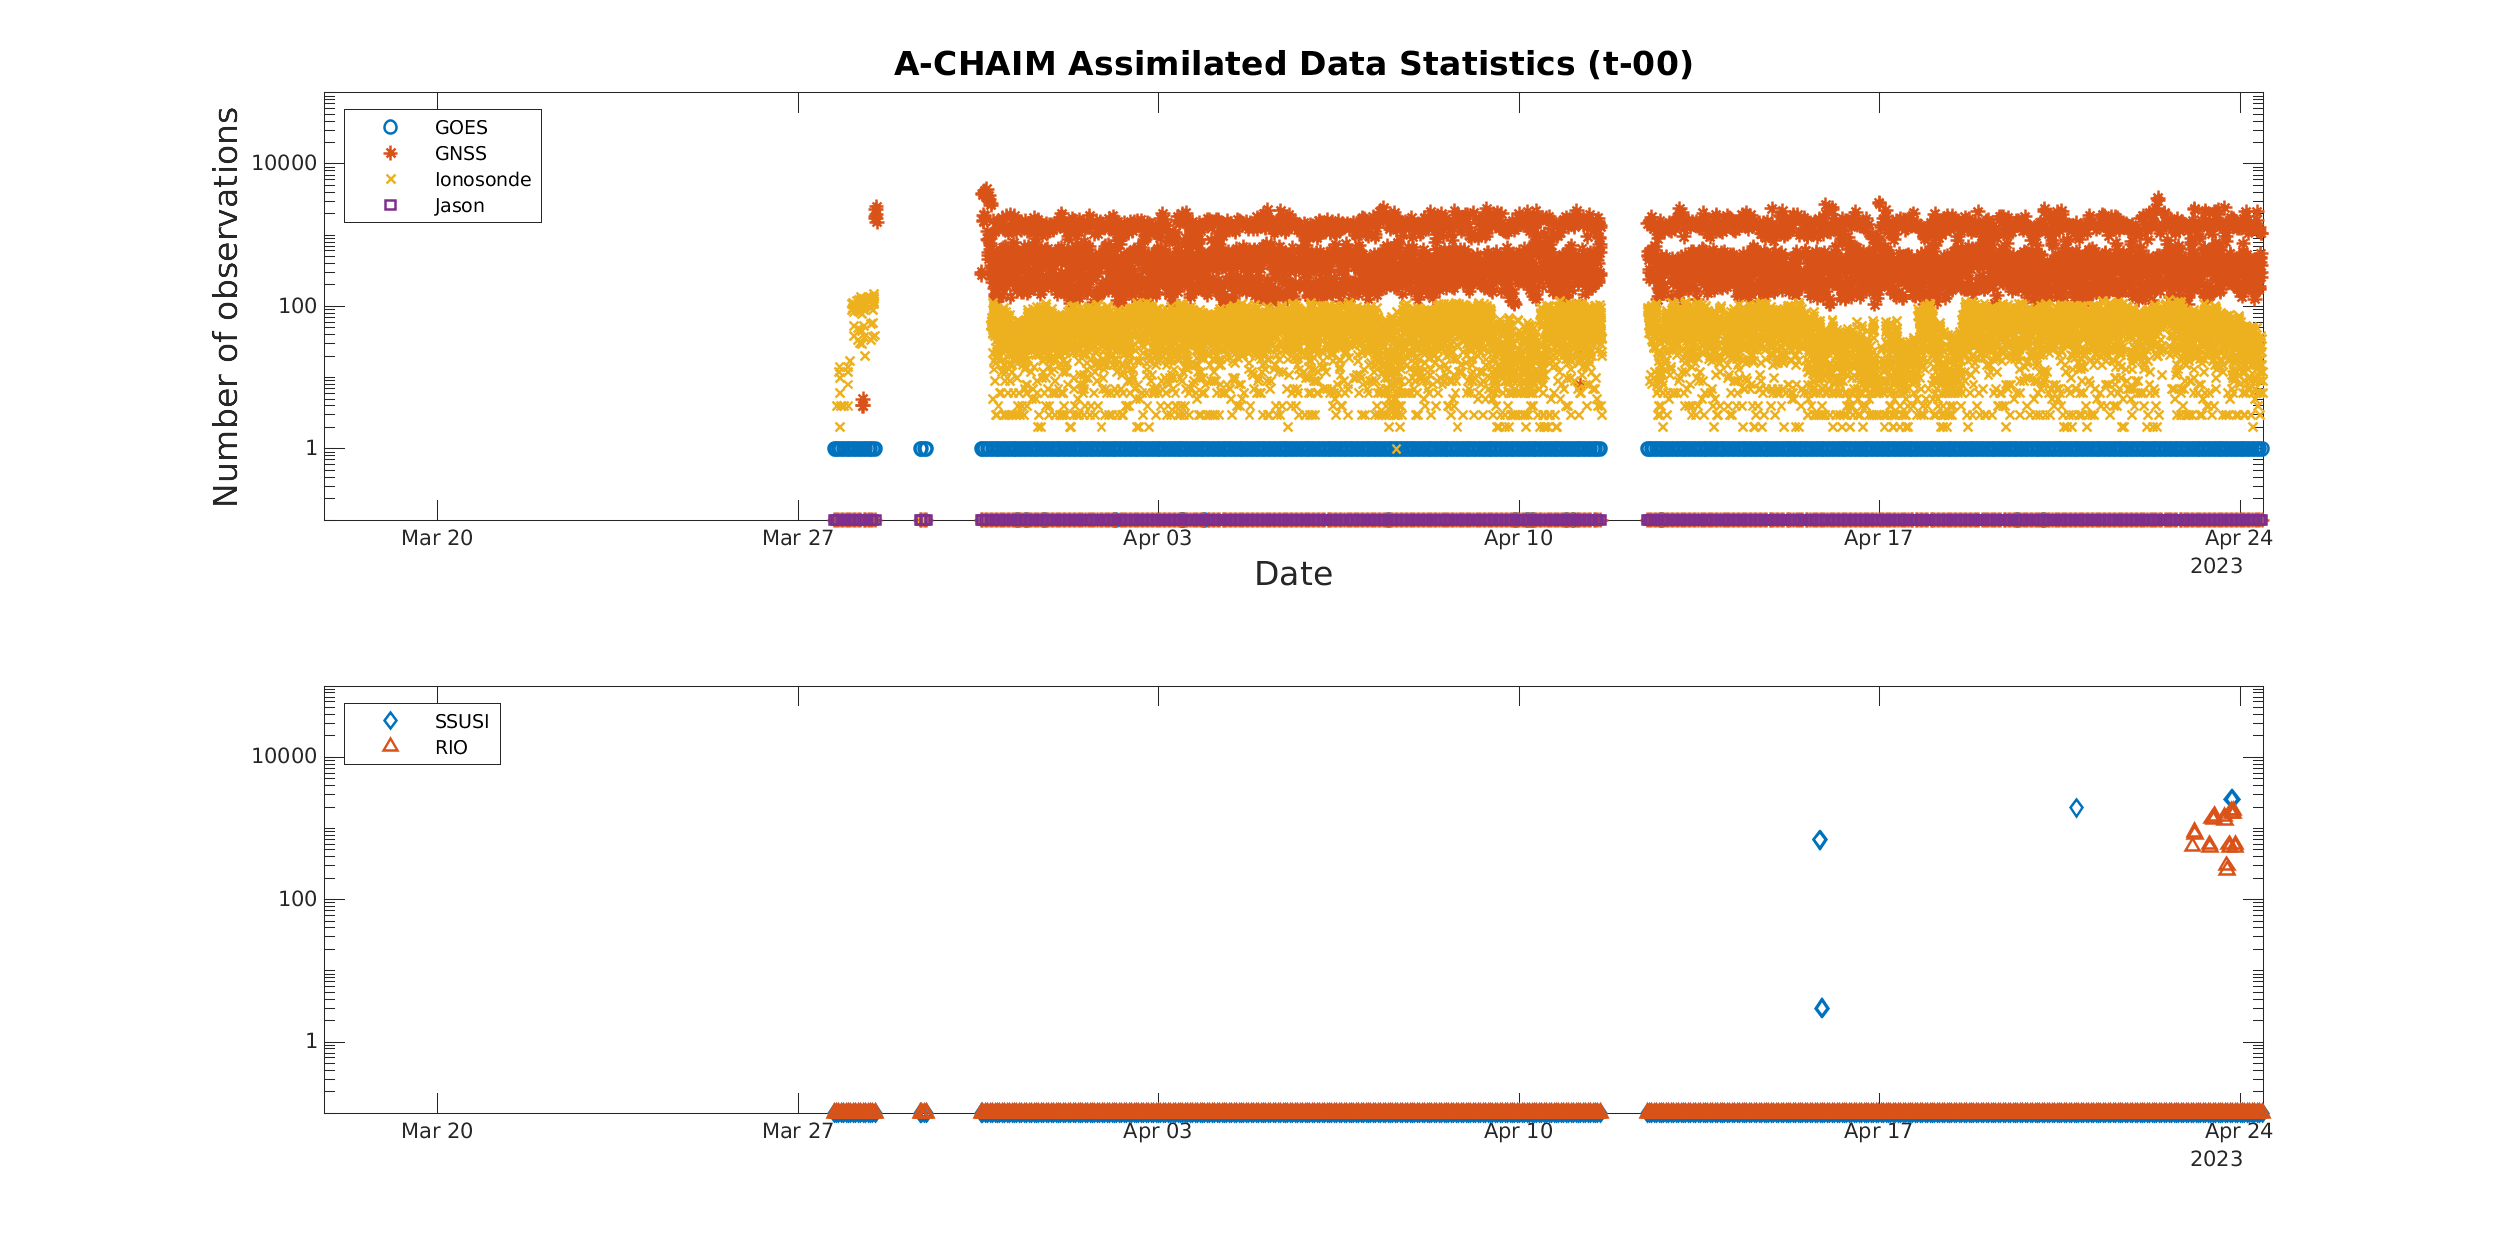 A-CHAIM Assimilated Data Statistics (t-00)
Number of observations
10000
100
1
GOES
GNSS
Ionosonde
Jason
Mar 20
Mar 27
Apr 03
Apr 10
Apr 17
Apr 24
2023
Date
10000
100
1
SSUSI
RIO
Mar 20
Mar 27
Apr 03
Apr 10
Apr 17
Apr 24
2023